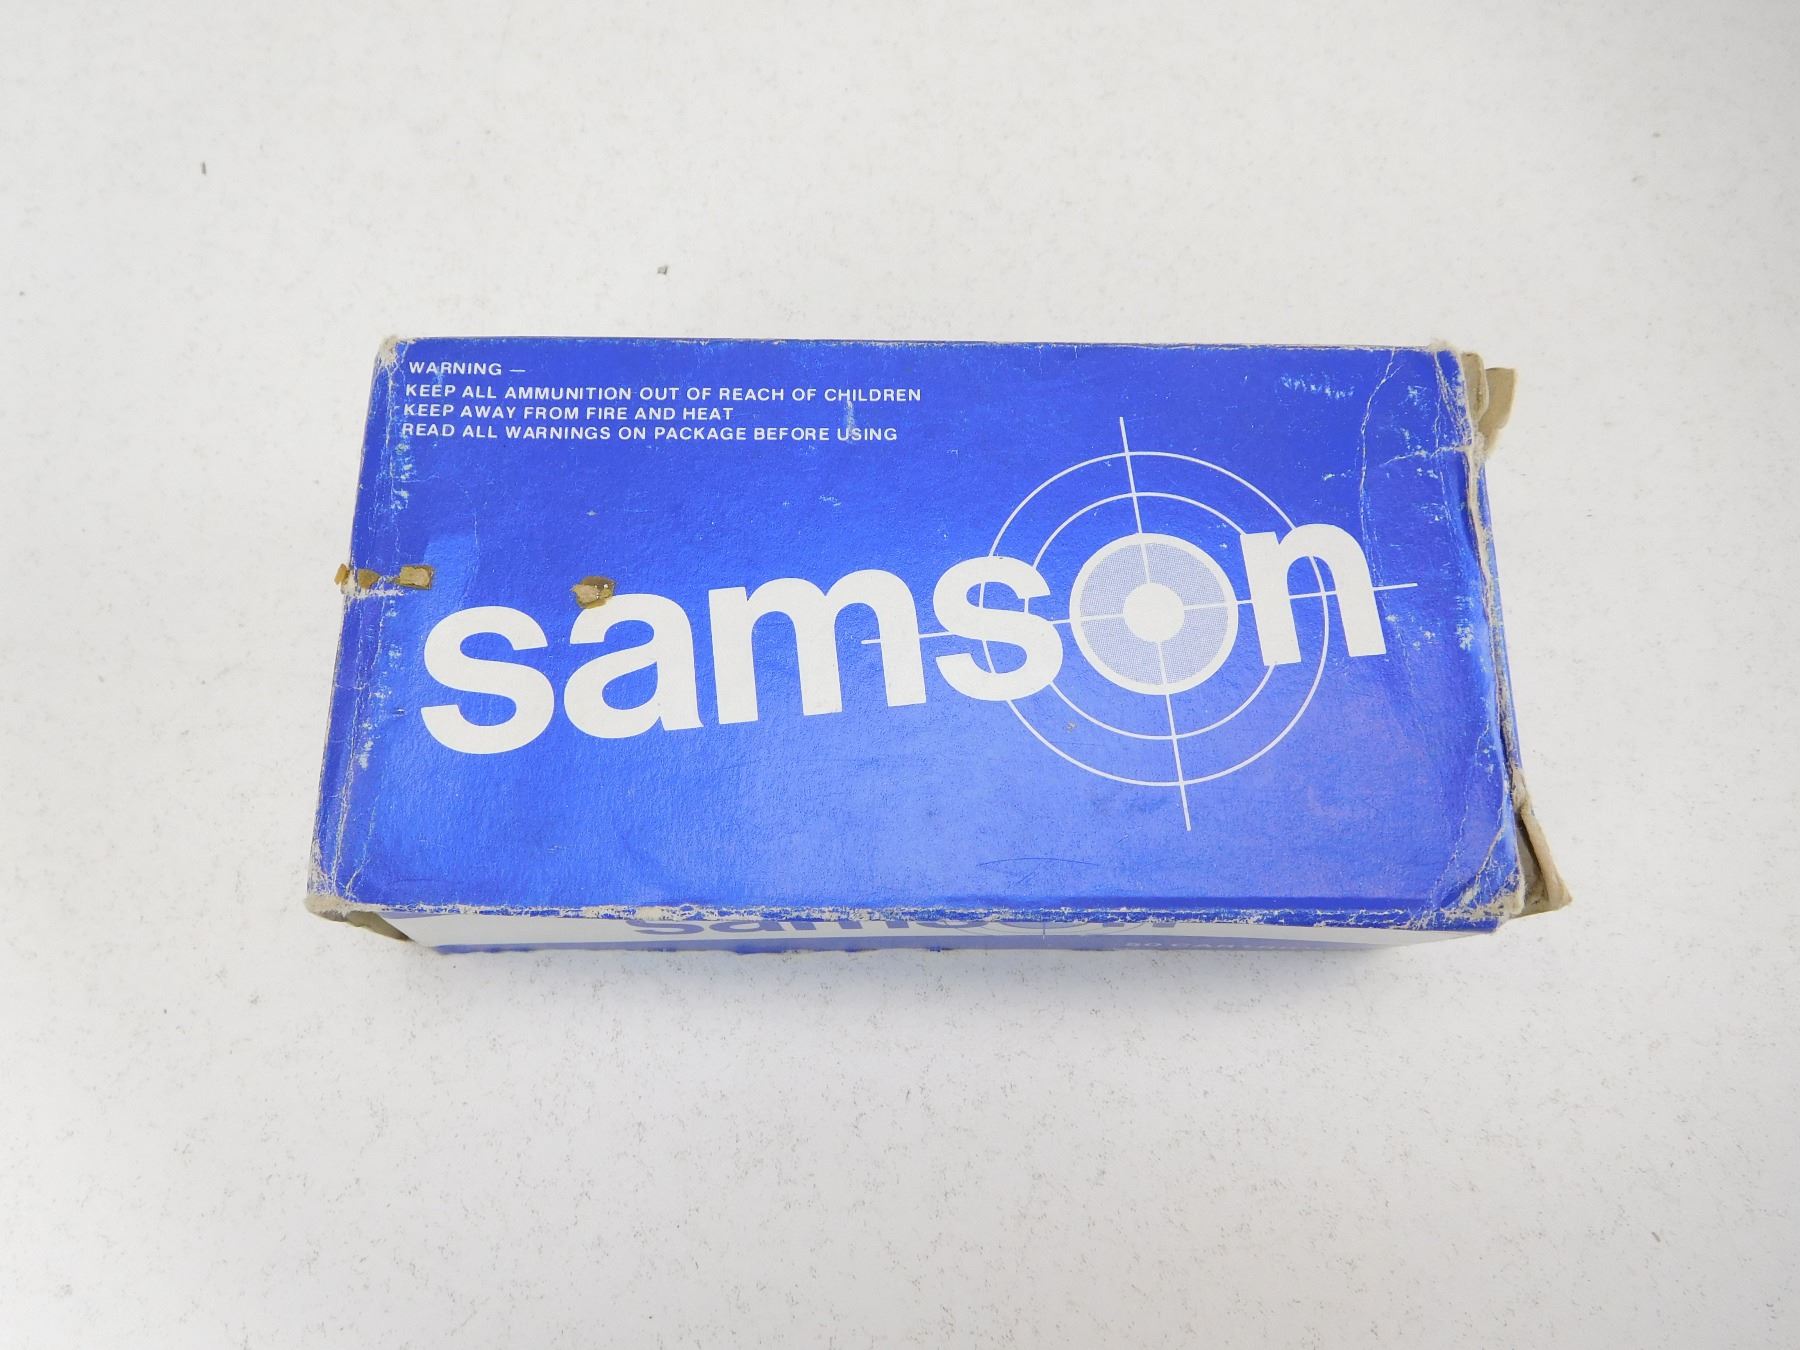 WARNING —
KEEP ALL AMMUNITION OUT OF REACH OF CHILDREN
KEEP AWAY FROM FIRE AND HEAT
READ ALL WARNINGS ON PACKAGE BEFORE USING
samson
samson